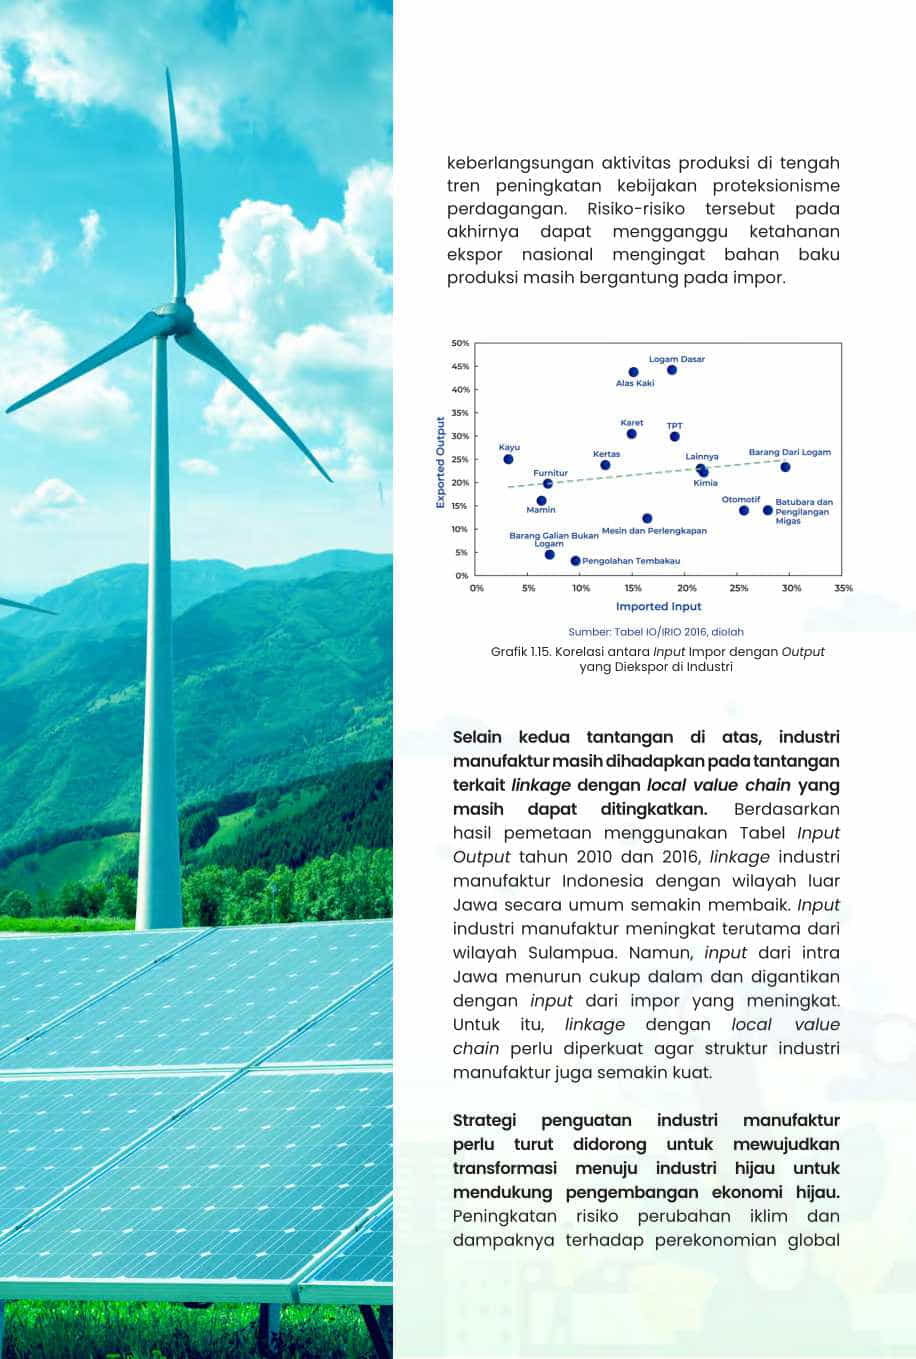 keberlangsungan aktivitas produksi di tengah
tren peningkatan kebijakan proteksionisme
perdagangan. Risiko-risiko tersebut pada
akhirnya dapat mengganggu ketahanan
ekspor nasional mengingat bahan baku
produksi masih bergantung pada impor.
Exported Output
50%
45%
40%
35%
30%
25%
20%
15%
10%
5%
0%
Logam Dasar
Alas Kaki
Karet
TPT
Kayu
Kertas
Lainnya
Barang Dari Logam
Furnitur
Kimia
Mamin
Otomotif
Batubara dan
Pengilangan
Migas
Barang Galian Bukan
Logam
Mesin dan Perlengkapan
Pengolahan Tembakau
0% 5% 10% 15% 20% 25% 30% 35%
Imported Input
Sumber: Tabel IO/IRIO 2016, diolah
Grafik 1.15. Korelasi antara Input Impor dengan Output
yang Diekspor di Industri
Selain kedua tantangan di atas, industri
manufaktur masih dihadapkan pada tantangan
terkait linkage dengan local value chain yang
masih dapat ditingkatkan. Berdasarkan
hasil pemetaan menggunakan Tabel Input
Output tahun 2010 dan 2016, linkage industri
manufaktur Indonesia dengan wilayah luar
Jawa secara umum semakin membaik. Input
industri manufaktur meningkat terutama dari
wilayah Sulampua. Namun, input dari intra
Jawa menurun cukup dalam dan digantikan
dengan input dari impor yang meningkat.
Untuk itu, linkage dengan local value
chain perlu diperkuat agar struktur industri
manufaktur juga semakin kuat.
Strategi penguatan industri manufaktur
perlu turut didorong untuk mewujudkan
transformasi menuju industri hijau untuk
mendukung pengembangan ekonomi hijau.
Peningkatan risiko perubahan iklim dan
dampaknya terhadap perekonomian global